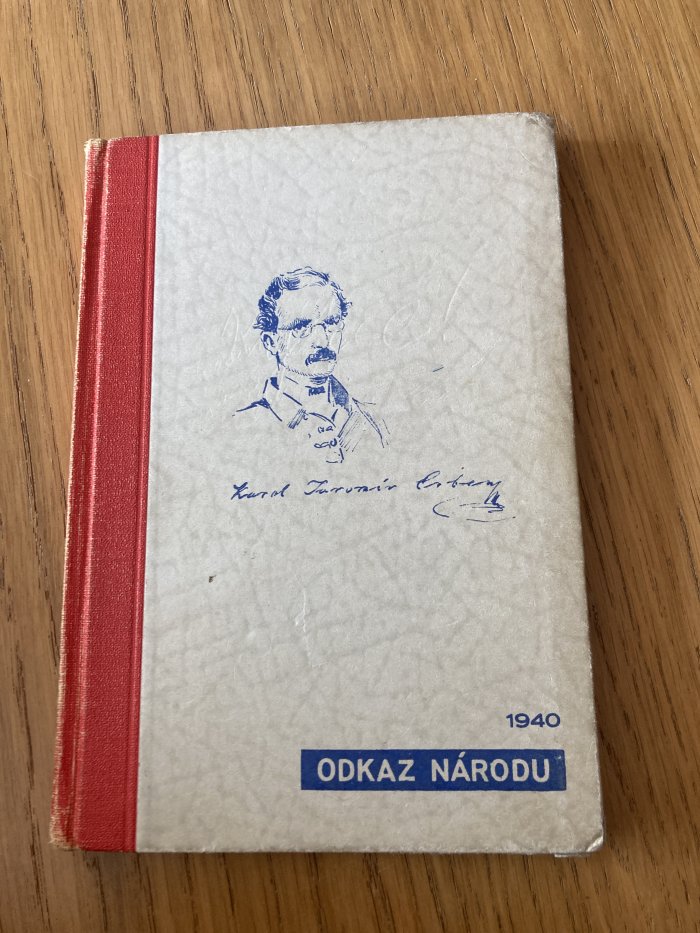 Karel Jaromír Erben
1940
ODKAZ NÁRODU